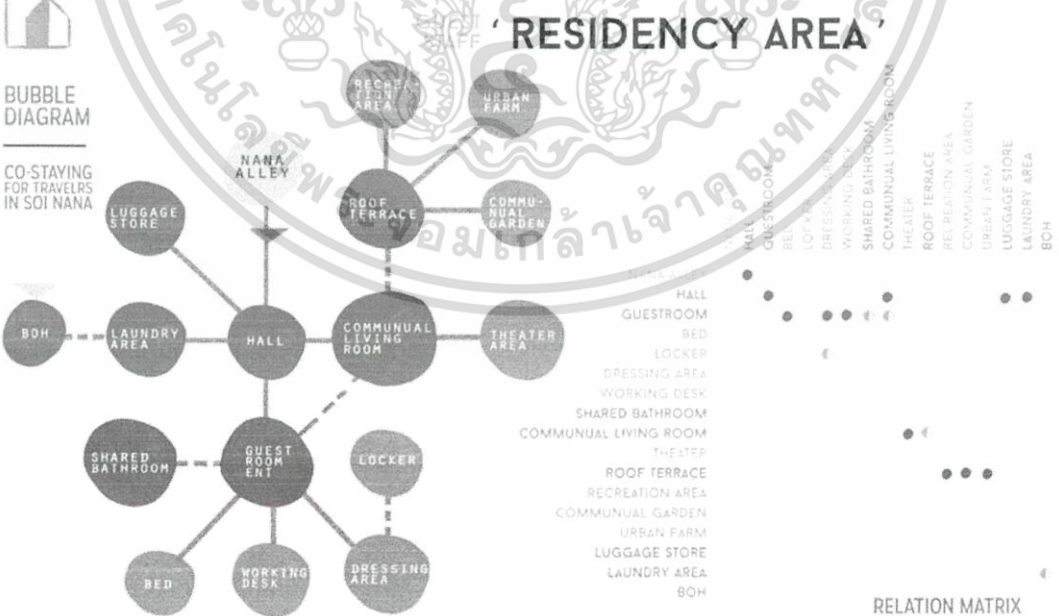 ' RESIDENCY AREA '
BUBBLE
DIAGRAM
CO-STAYING
FOR TRAVELRS
IN SOI NANA
NANA
ALLEY
RECREA-
TION
AREA
URBAN
FARM
ROOF
TERRACE
COMMU-
NUAL
GARDEN
LUGGAGE
STORE
BOH
LAUNDRY
AREA
HALL
COMMUNUAL
LIVING
ROOM
THEATER
AREA
SHARED
BATHROOM
GUEST
ROOM
ENT
LOCKER
BED
WORKING
DESK
DRESSING
AREA
HALL
GUESTROOM
BED
LOCKER
DRESSING AREA
WORKING DESK
SHARED BATHROOM
COMMUNUAL LIVING ROOM
THEATER
ROOF TERRACE
RECREATION AREA
COMMUNUAL GARDEN
URBAN FARM
LUGGAGE STORE
LAUNDRY AREA
BOH
NANA ALLEY
HALL
GUESTROOM
BED
LOCKER
DRESSING AREA
WORKING DESK
SHARED BATHROOM
COMMUNUAL LIVING ROOM
THEATER
ROOF TERRACE
RECREATION AREA
COMMUNUAL GARDEN
URBAN FARM
LUGGAGE STORE
LAUNDRY AREA
BOH
RELATION MATRIX